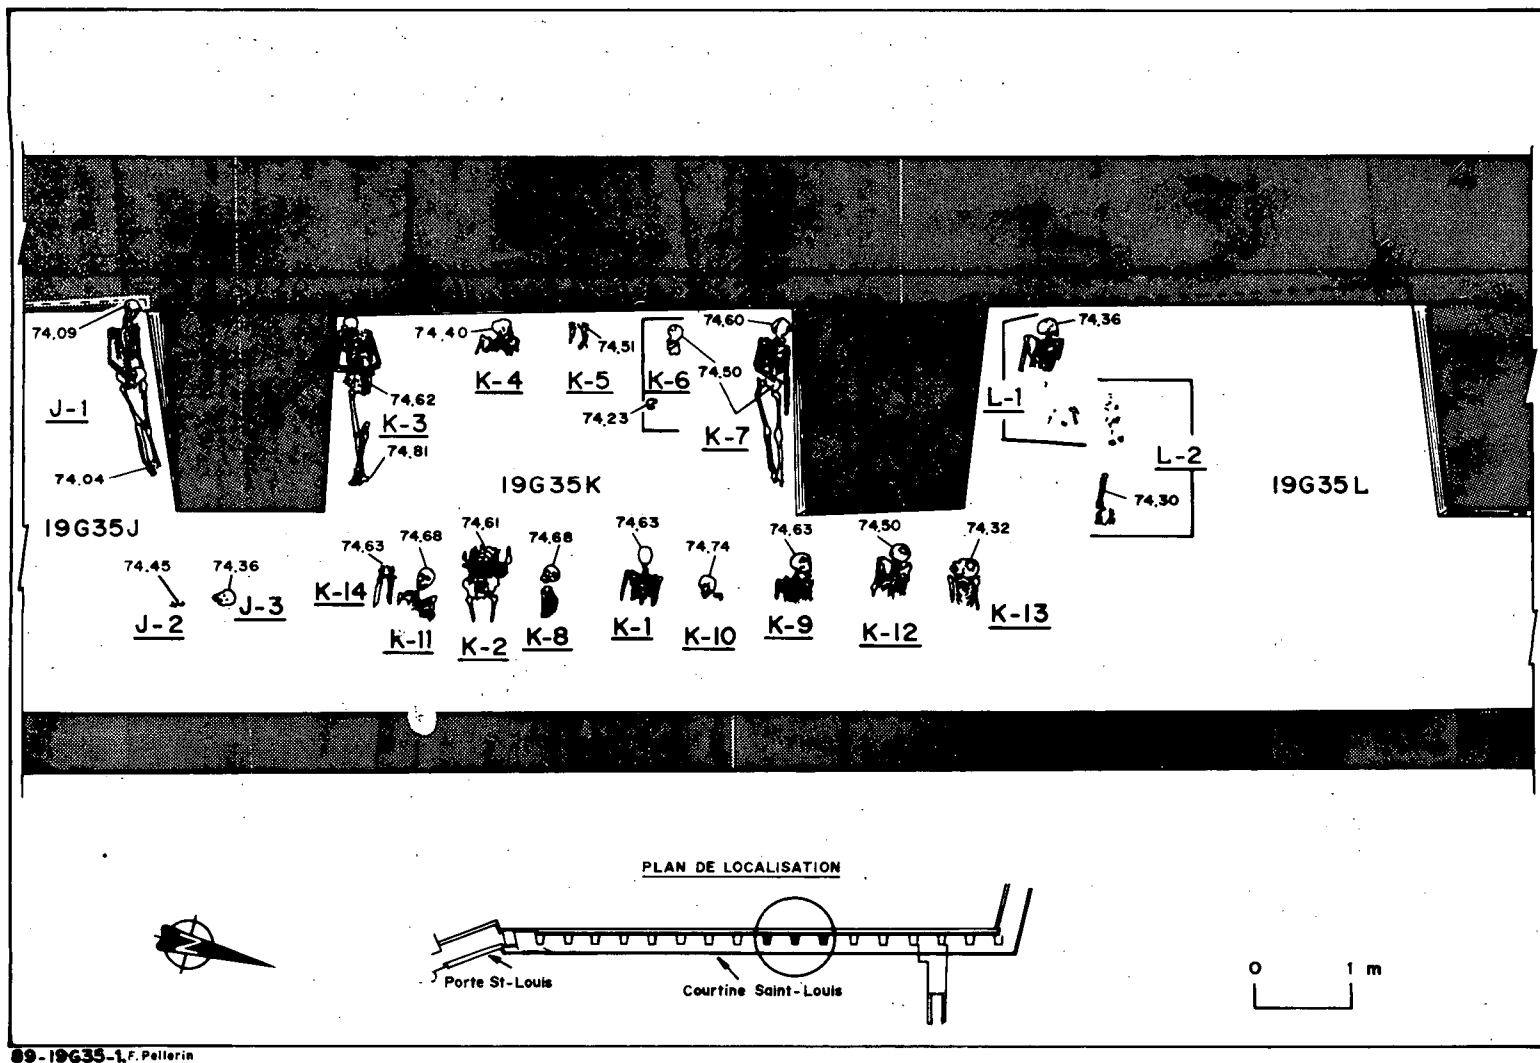 74.09
74.40
74.51
74.60
74.36
J-1
74.62
K-3
K-4
K-5
K-6
74.50
74.23
K-7
L-1
74.81
74.04
19G35K
L-2
74.30
19G35L
19G35J
74.45
74.36
74.63
74.68
74.61
74.68
74.63
74.74
74.63
74.50
74.32
J-2
J-3
K-14
K-11
K-2
K-8
K-1
K-10
K-9
K-12
K-13
PLAN DE LOCALISATION
N
Porte St-Louis
Courtine Saint-Louis
0 1 m
89-19G35-1, F. Pellerin